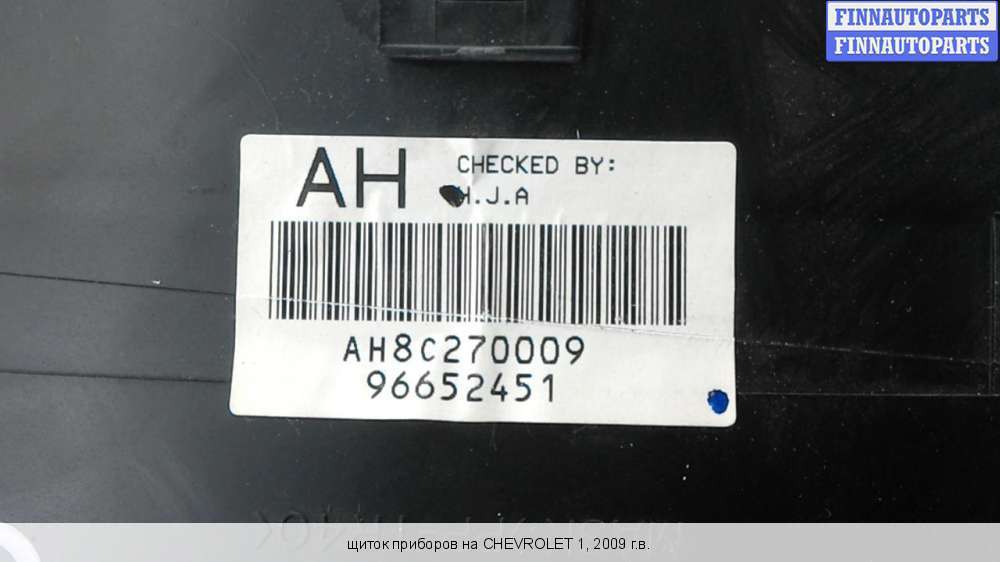 FINNAUTOPARTS
FINNAUTOPARTS
AH
CHECKED BY:
H.J.A
AH8C270009
96652451
щиток приборов на CHEVROLET 1, 2009 г.в.